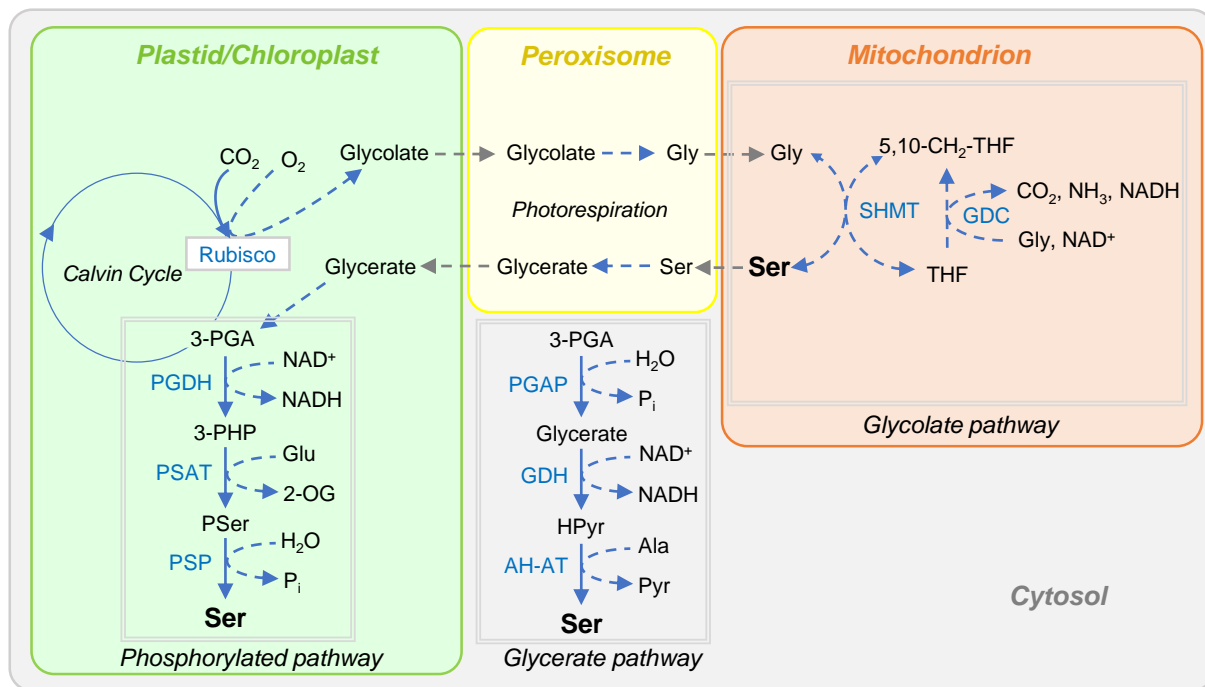 Plastid/Chloroplast
Peroxisome
Mitochondrion
CO₂
O₂
Glycolate
Glycolate
Gly
Gly
5,10-CH₂-THF
CO₂, NH₃, NADH
SHMT
GDC
Gly, NAD⁺
Photorespiration
Rubisco
Calvin Cycle
Glycerate
Glycerate
Ser
Ser
THF
3-PGA
NAD⁺
PGDH
NADH
3-PHP
Glu
PSAT
2-OG
PSer
H₂O
PSP
Pᵢ
Ser
Phosphorylated pathway
3-PGA
H₂O
PGAP
Pᵢ
Glycerate
NAD⁺
GDH
NADH
HPyr
Ala
AH-AT
Pyr
Ser
Glycerate pathway
Glycolate pathway
Cytosol